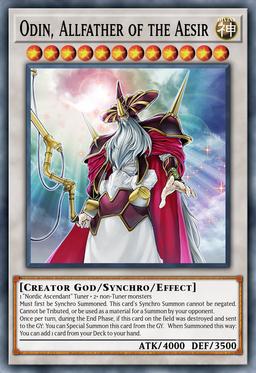 ODIN, ALLFATHER OF THE AESIR
神
[CREATOR GOD/SYNCHRO/EFFECT]
1 "Nordic Ascendant" Tuner + 2+ non-Tuner monsters
Must first be Synchro Summoned. This card's Synchro Summon cannot be negated.
Cannot be Tributed, or be used as a material for a Summon by your opponent.
Once per turn, during the End Phase, if this card on the field was destroyed and sent
to the GY: You can Special Summon this card from the GY. When Summoned this way:
You can add 1 card from your Deck to your hand.
ATK/4000 DEF/3500